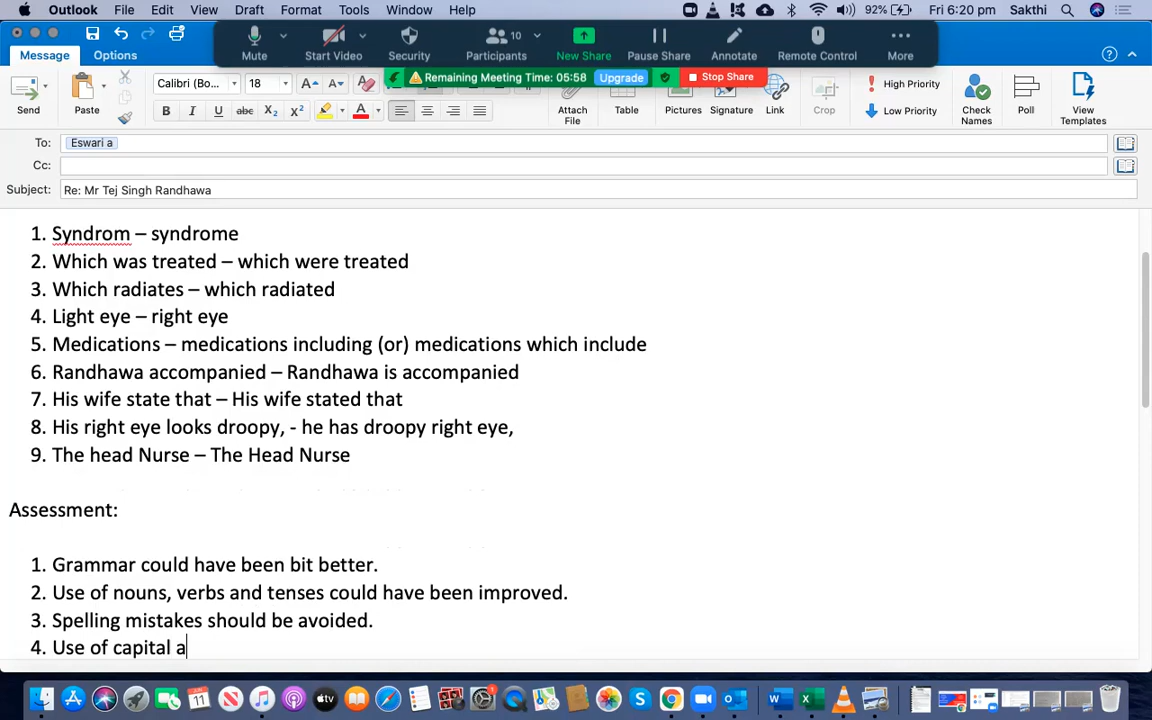 Outlook File Edit View Insert Draw Format Tools Window Help 92% Fri 6:20 pm Sakthi
Message Options
Mute Start Video Security Participants 10 New Share Pause Share Annotate Remote Control More
Remaining Meeting Time: 05:58 Upgrade Stop Share
Send Paste Calibri (Bo... 18 Attach File Table Pictures Signature Link Crop High Priority Low Priority Check Names Poll View Templates
To: Eswari a
Cc:
Subject: Re: Mr Tej Singh Randhawa
1. Syndrom – syndrome
2. Which was treated – which were treated
3. Which radiates – which radiated
4. Light eye – right eye
5. Medications – medications including (or) medications which include
6. Randhawa accompanied – Randhawa is accompanied
7. His wife state that – His wife stated that
8. His right eye looks droopy, - he has droopy right eye,
9. The head Nurse – The Head Nurse
Assessment:
1. Grammar could have been bit better.
2. Use of nouns, verbs and tenses could have been improved.
3. Spelling mistakes should be avoided.
4. Use of capital a